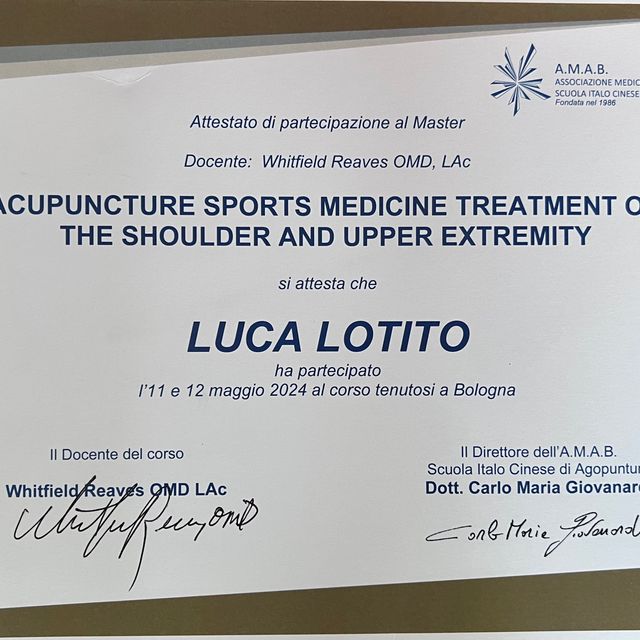 A.M.A.B.
ASSOCIAZIONE MEDIC
SCUOLA ITALO CINESE
Fondata nel 1986
Attestato di partecipazione al Master
Docente: Whitfield Reaves OMD, LAc
ACUPUNCTURE SPORTS MEDICINE TREATMENT O
THE SHOULDER AND UPPER EXTREMITY
si attesta che
LUCA LOTITO
ha partecipato
l'11 e 12 maggio 2024 al corso tenutosi a Bologna
Il Docente del corso
Whitfield Reaves OMD LAc
Il Direttore dell'A.M.A.B.
Scuola Italo Cinese di Agopuntur
Dott. Carlo Maria Giovanar